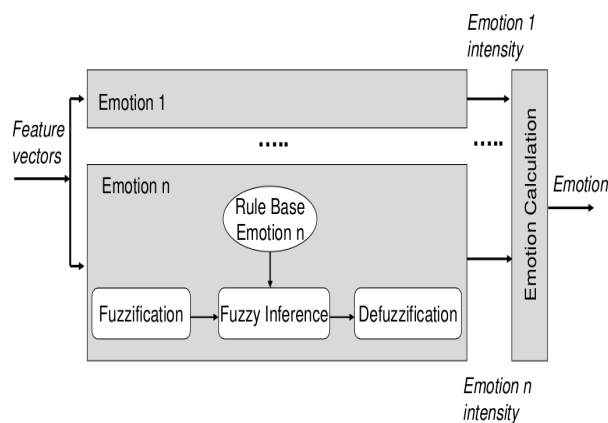 Emotion 1
intensity
Emotion 1
Feature
vectors
Emotion n
Rule Base
Emotion n
Fuzzification
Fuzzy Inference
Defuzzification
Emotion Calculation
Emotion
Emotion n
intensity